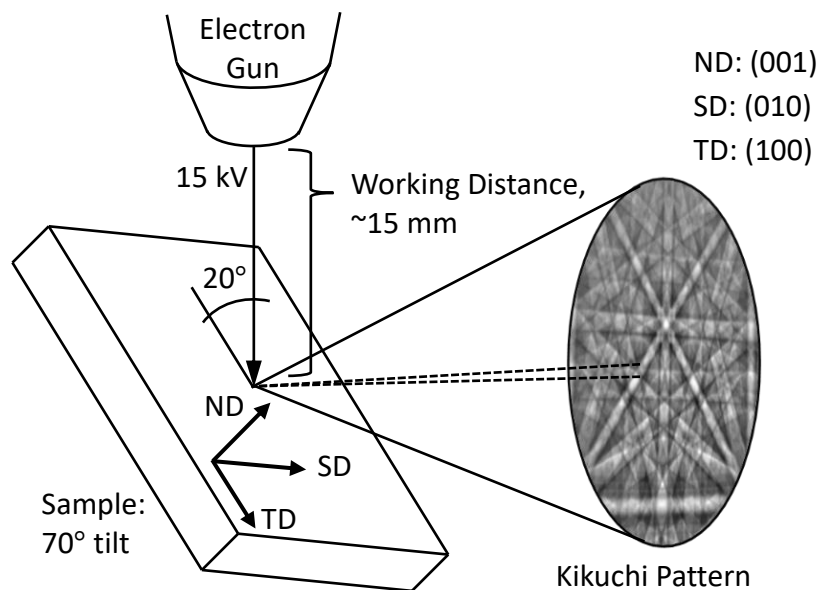 Electron
Gun
ND: (001)
SD: (010)
TD: (100)
15 kV
Working Distance,
~15 mm
20°
ND
SD
TD
Sample:
70° tilt
Kikuchi Pattern